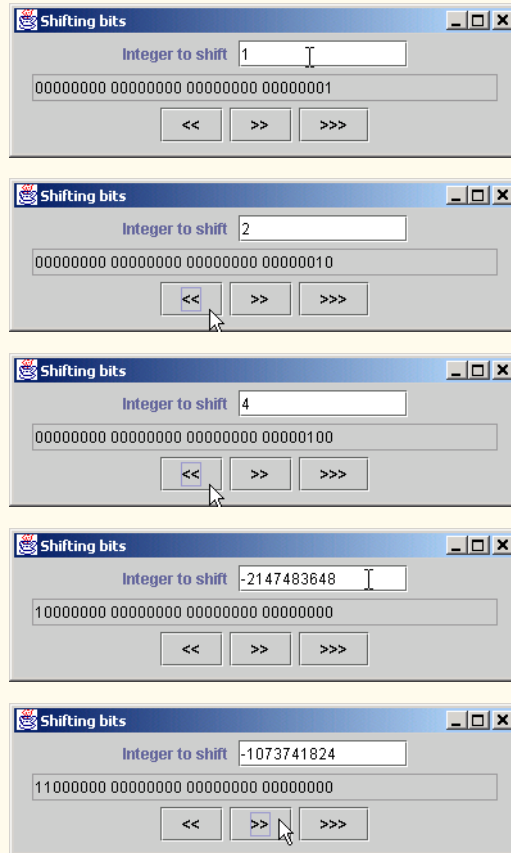 Shifting bits
Integer to shift 1
00000000 00000000 00000000 00000001
<< >> >>>
Shifting bits
Integer to shift 2
00000000 00000000 00000000 00000010
<< >> >>>
Shifting bits
Integer to shift 4
00000000 00000000 00000000 00000100
<< >> >>>
Shifting bits
Integer to shift -2147483648
10000000 00000000 00000000 00000000
<< >> >>>
Shifting bits
Integer to shift -1073741824
11000000 00000000 00000000 00000000
<< >> >>>